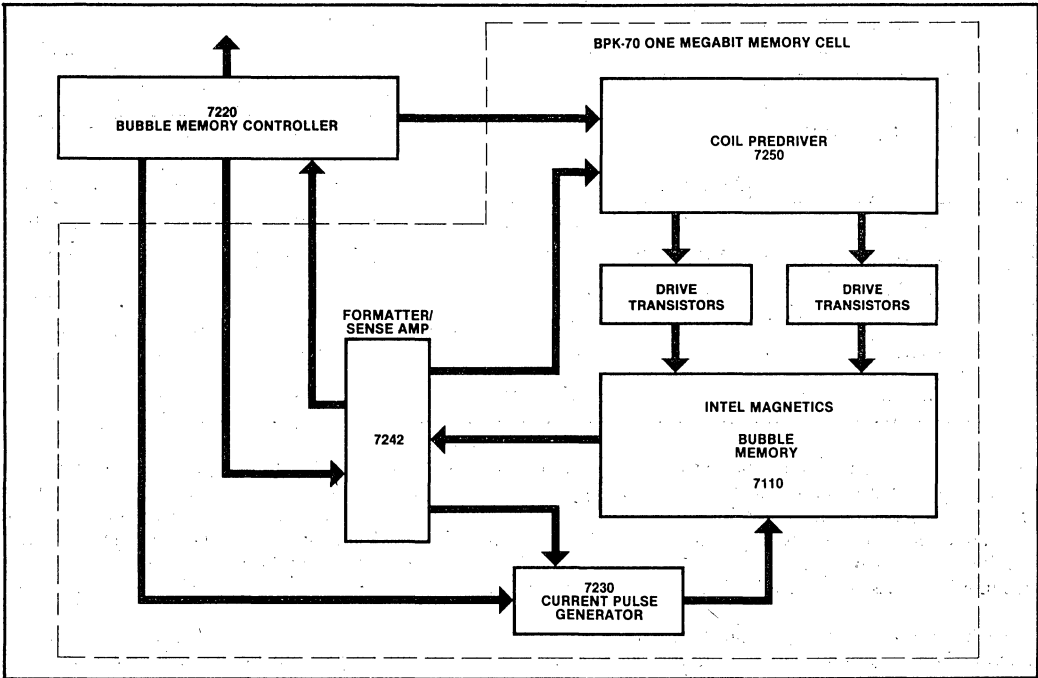 BPK-70 ONE MEGABIT MEMORY CELL
7220
BUBBLE MEMORY CONTROLLER
COIL PREDRIVER
7250
DRIVE
TRANSISTORS
DRIVE
TRANSISTORS
FORMATTER/
SENSE AMP
7242
INTEL MAGNETICS
BUBBLE
MEMORY
7110
7230
CURRENT PULSE
GENERATOR